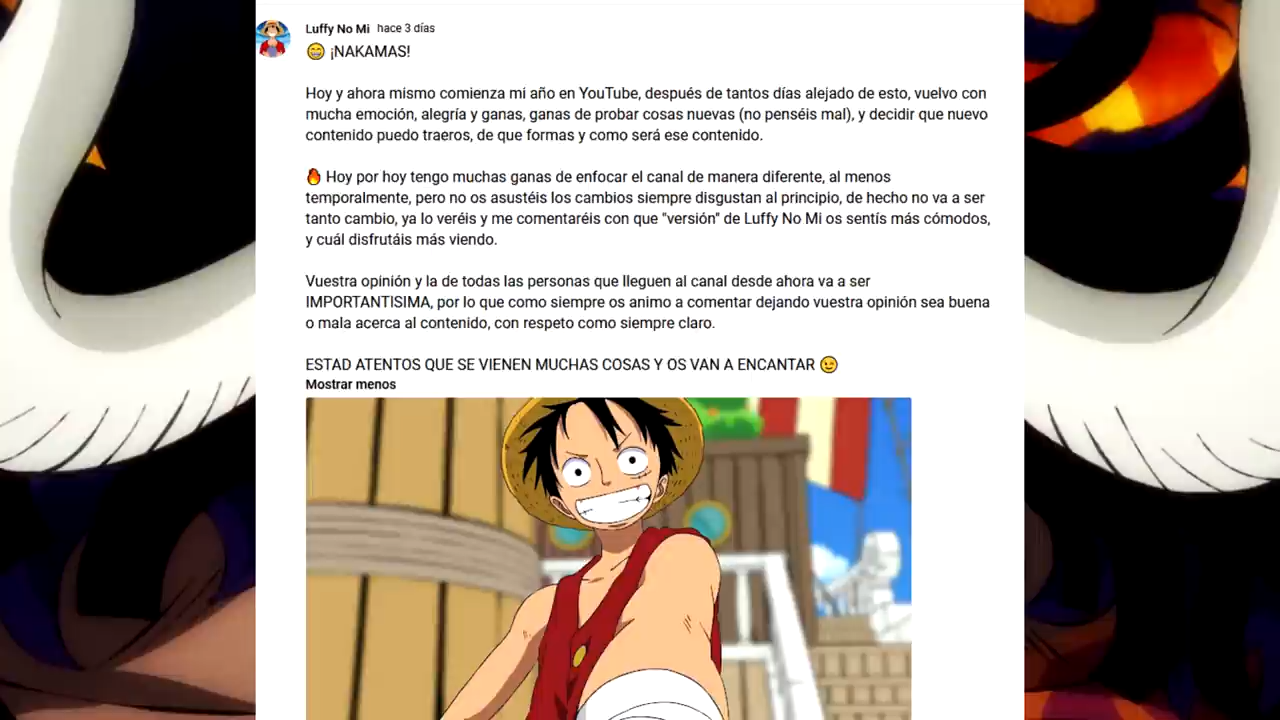 Luffy No Mi hace 3 días
😁 ¡NAKAMAS!
Hoy y ahora mismo comienza mi año en YouTube, después de tantos días alejado de esto, vuelvo con
mucha emoción, alegría y ganas, ganas de probar cosas nuevas (no penséis mal), y decidir que nuevo
contenido puedo traeros, de que formas y como será ese contenido.
🔥 Hoy por hoy tengo muchas ganas de enfocar el canal de manera diferente, al menos
temporalmente, pero no os asustéis los cambios siempre disgustan al principio, de hecho no va a ser
tanto cambio, ya lo veréis y me comentaréis con que "versión" de Luffy No Mi os sentís más cómodos,
y cuál disfrutáis más viendo.
Vuestra opinión y la de todas las personas que lleguen al canal desde ahora va a ser
IMPORTANTISIMA, por lo que como siempre os animo a comentar dejando vuestra opinión sea buena
o mala acerca al contenido, con respeto como siempre claro.
ESTAD ATENTOS QUE SE VIENEN MUCHAS COSAS Y OS VAN A ENCANTAR 😉
Mostrar menos